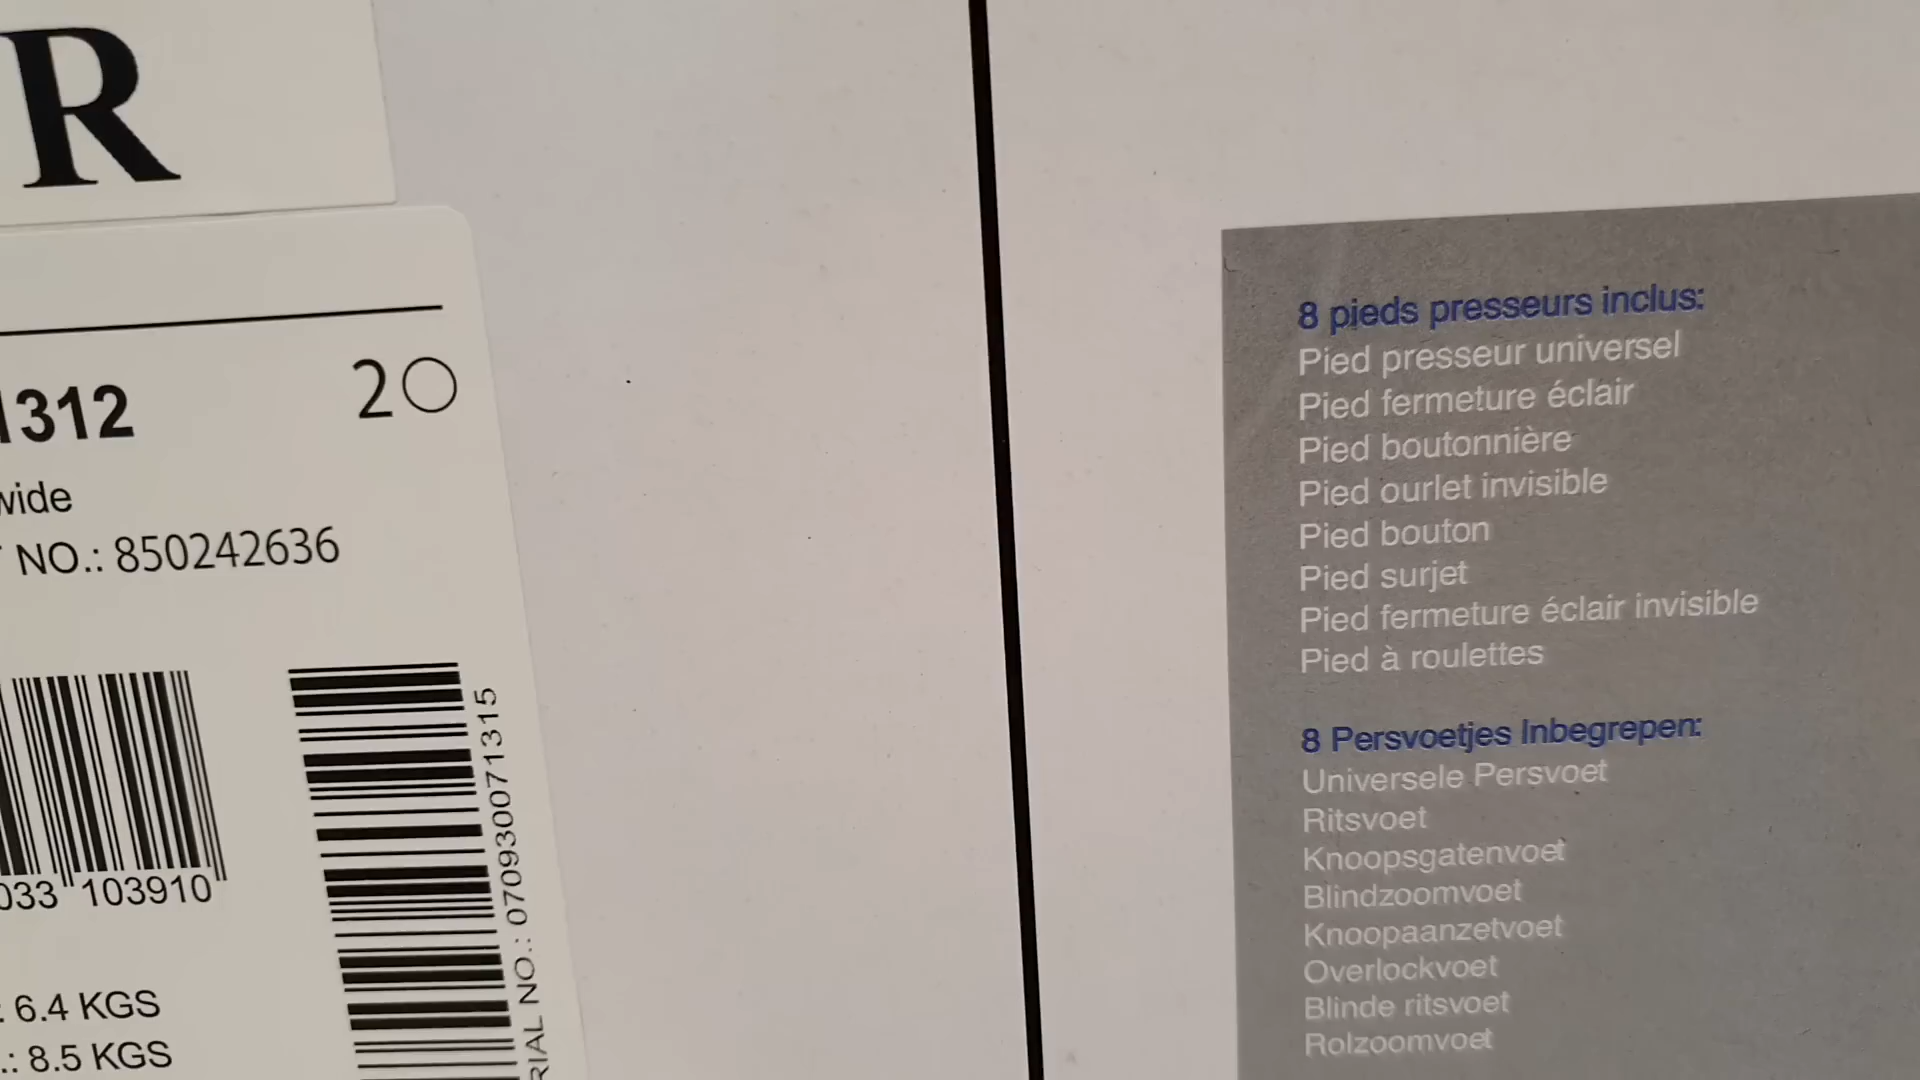 R
1312
20
wide
NO.: 850242636
033 103910
6.4 KGS
.: 8.5 KGS
RIAL NO.: 070930071315
8 pieds presseurs inclus:
Pied presseur universel
Pied fermeture éclair
Pied boutonnière
Pied ourlet invisible
Pied bouton
Pied surjet
Pied fermeture éclair invisible
Pied à roulettes
8 Persvoetjes Inbegrepen:
Universele Persvoet
Ritsvoet
Knoopsgatenvoet
Blindzoomvoet
Knoopaanzetvoet
Overlockvoet
Blinde ritsvoet
Rolzoomvoet